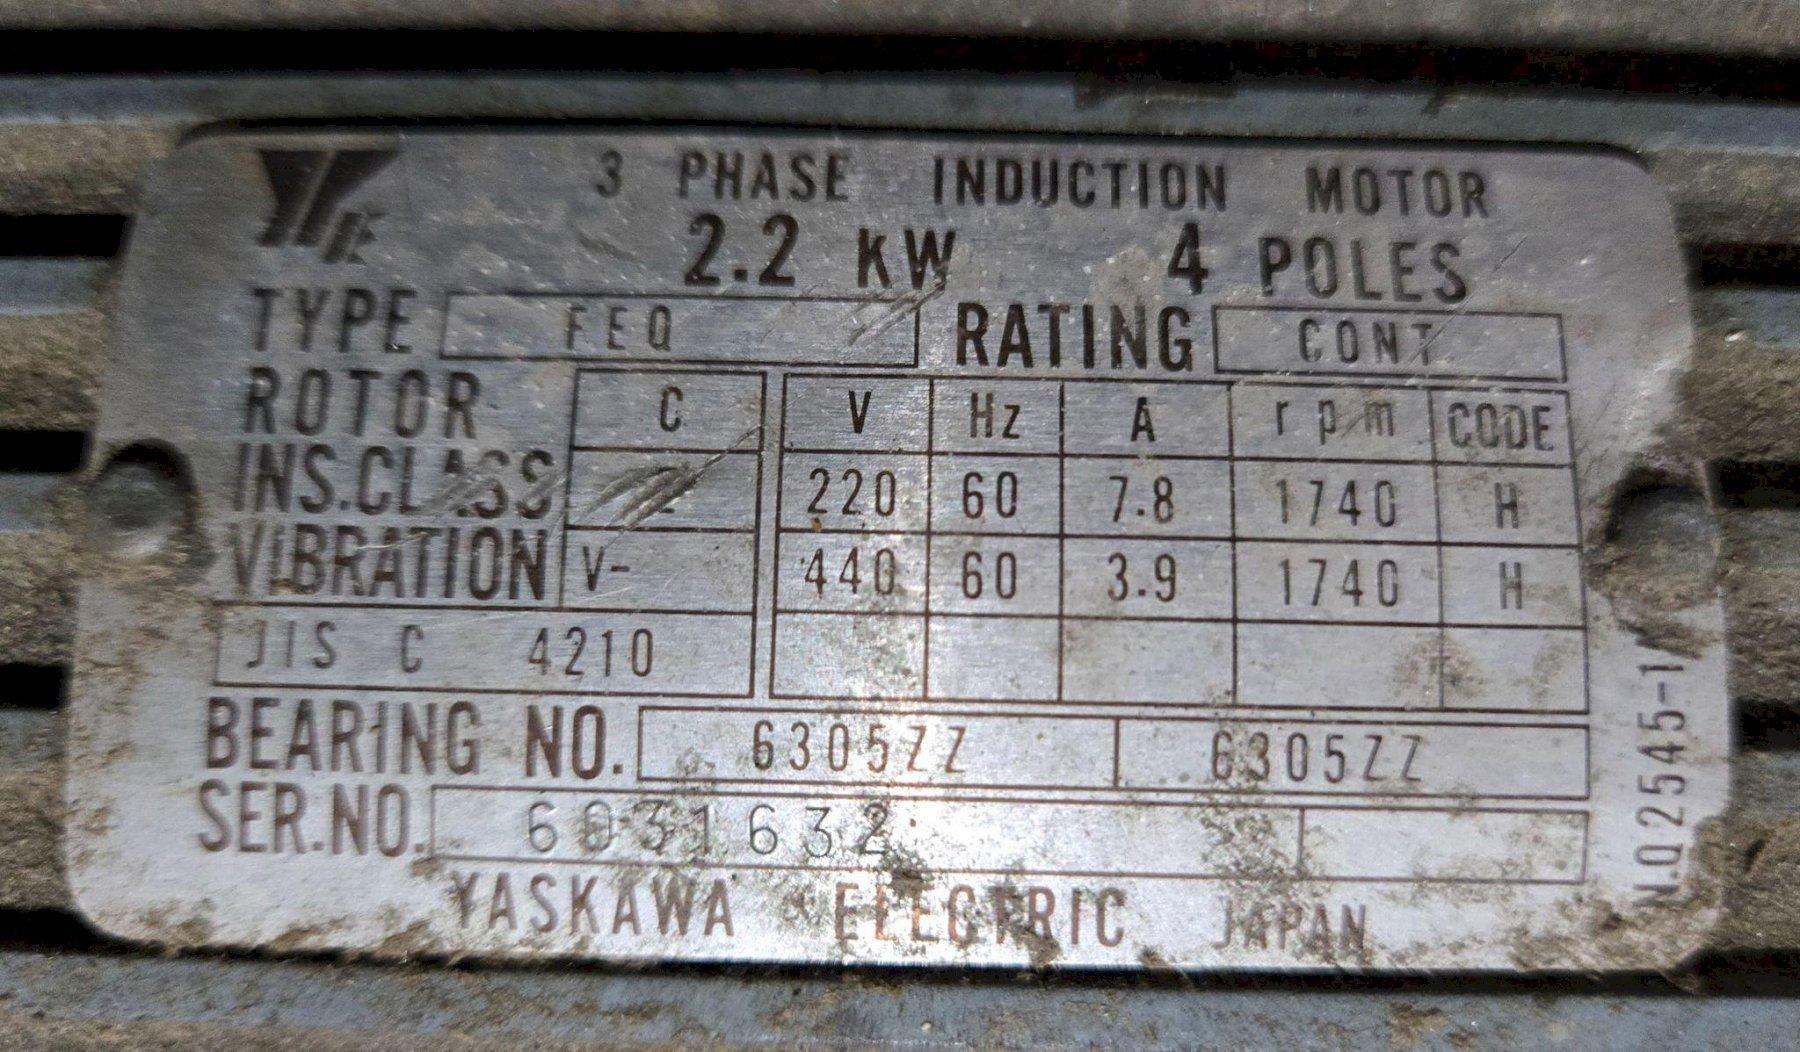 3 PHASE INDUCTION MOTOR
2.2 KW 4 POLES
TYPE FEQ RATING CONT
ROTOR C V Hz A rpm CODE
INS.CLASS 220 60 7.8 1740 H
VIBRATION V- 440 60 3.9 1740 H
JIS C 4210
BEARING NO. 6305ZZ 6305ZZ
SER.NO. 6031632
YASKAWA ELECTRIC JAPAN